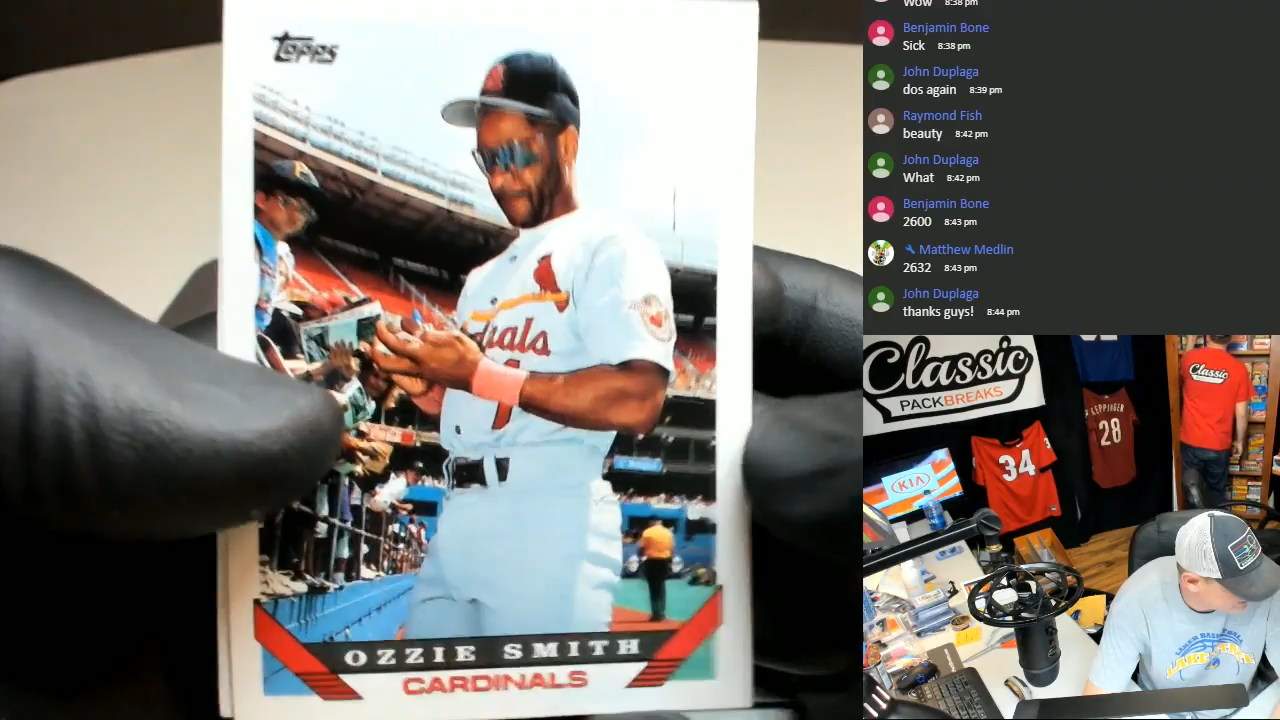 Topps
dinals
1
OZZIE SMITH
CARDINALS
Wow 8:38 pm
Benjamin Bone
Sick 8:38 pm
John Duplaga
dos again 8:39 pm
Raymond Fish
beauty 8:42 pm
John Duplaga
What 8:42 pm
Benjamin Bone
2600 8:43 pm
Matthew Medlin
2632 8:43 pm
John Duplaga
thanks guys! 8:44 pm
Classic
PACKBREAKS
Classic
LEPPINGER
28
34
KIA